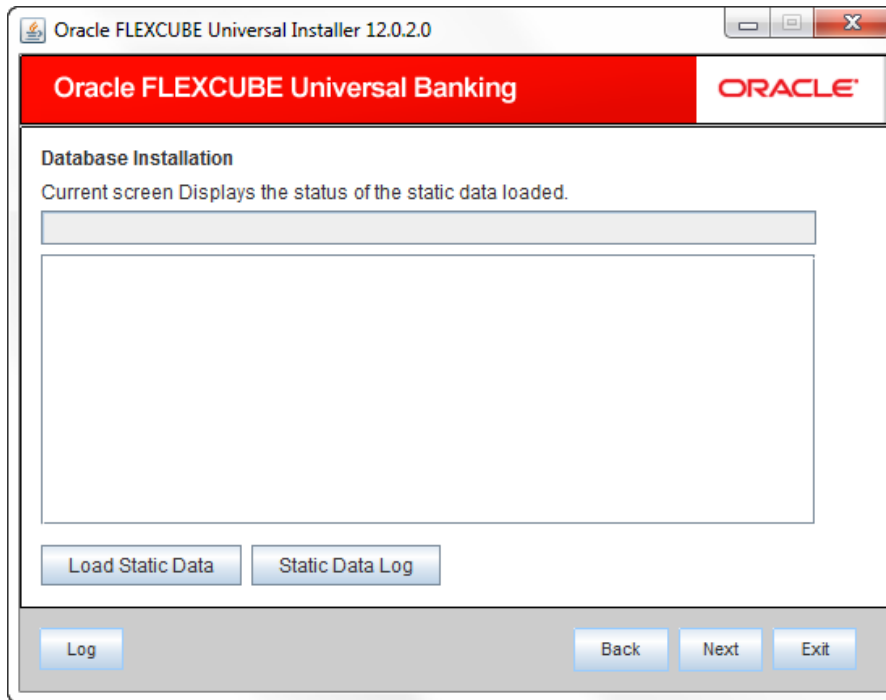 Oracle FLEXCUBE Universal Installer 12.0.2.0
Oracle FLEXCUBE Universal Banking
ORACLE
Database Installation
Current screen Displays the status of the static data loaded.
Load Static Data Static Data Log
Log Back Next Exit